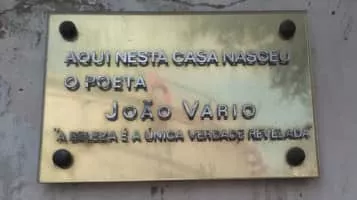 AQUI NESTA CASA NASCEU
O POETA
JOÃO VARIO
"A BELEZA É A ÚNICA VERDADE REVELADA"